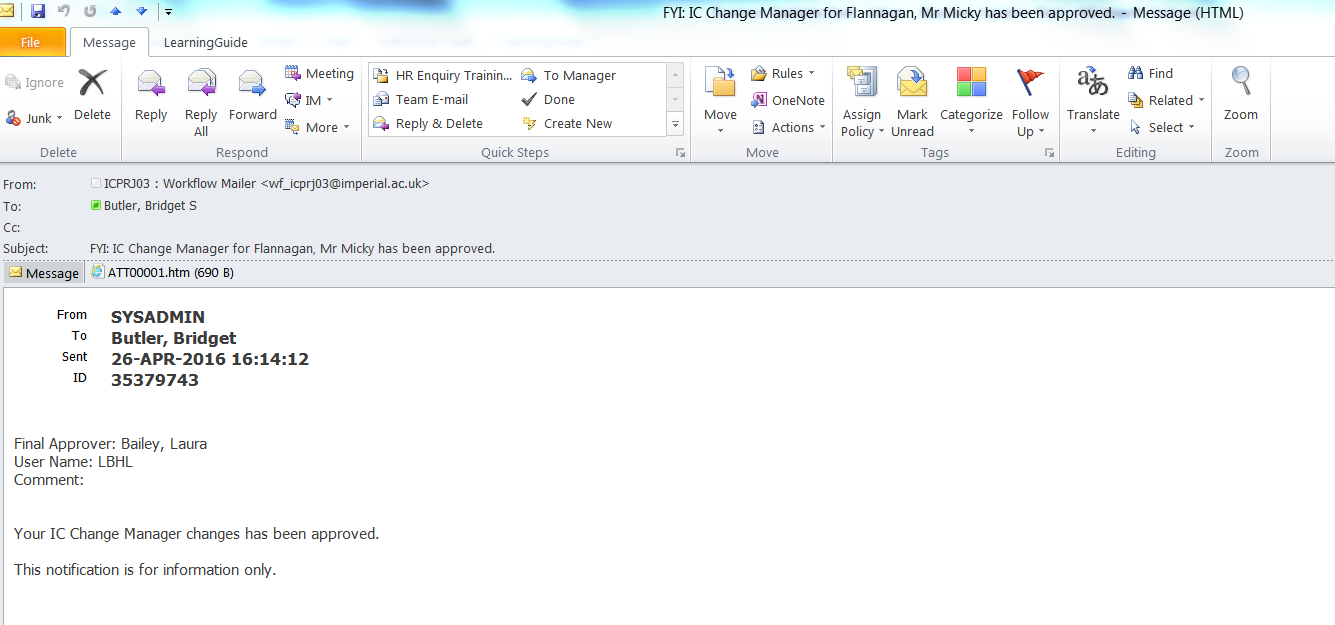 FYI: IC Change Manager for Flannagan, Mr Micky has been approved. - Message (HTML)
File Message LearningGuide
Ignore
Junk
Delete
Delete
Reply
Reply All
Forward
Meeting
IM
More
Respond
HR Enquiry Trainin...
Team E-mail
Reply & Delete
To Manager
Done
Create New
Quick Steps
Move
Rules
OneNote
Actions
Move
Assign Policy
Mark Unread
Categorize
Follow Up
Tags
Translate
Find
Related
Select
Editing
Zoom
Zoom
From: ICPRJ03 : Workflow Mailer <wf_icprj03@imperial.ac.uk>
To: Butler, Bridget S
Cc:
Subject: FYI: IC Change Manager for Flannagan, Mr Micky has been approved.
Message ATT00001.htm (690 B)
From SYSADMIN
To Butler, Bridget
Sent 26-APR-2016 16:14:12
ID 35379743
Final Approver: Bailey, Laura
User Name: LBHL
Comment:
Your IC Change Manager changes has been approved.
This notification is for information only.